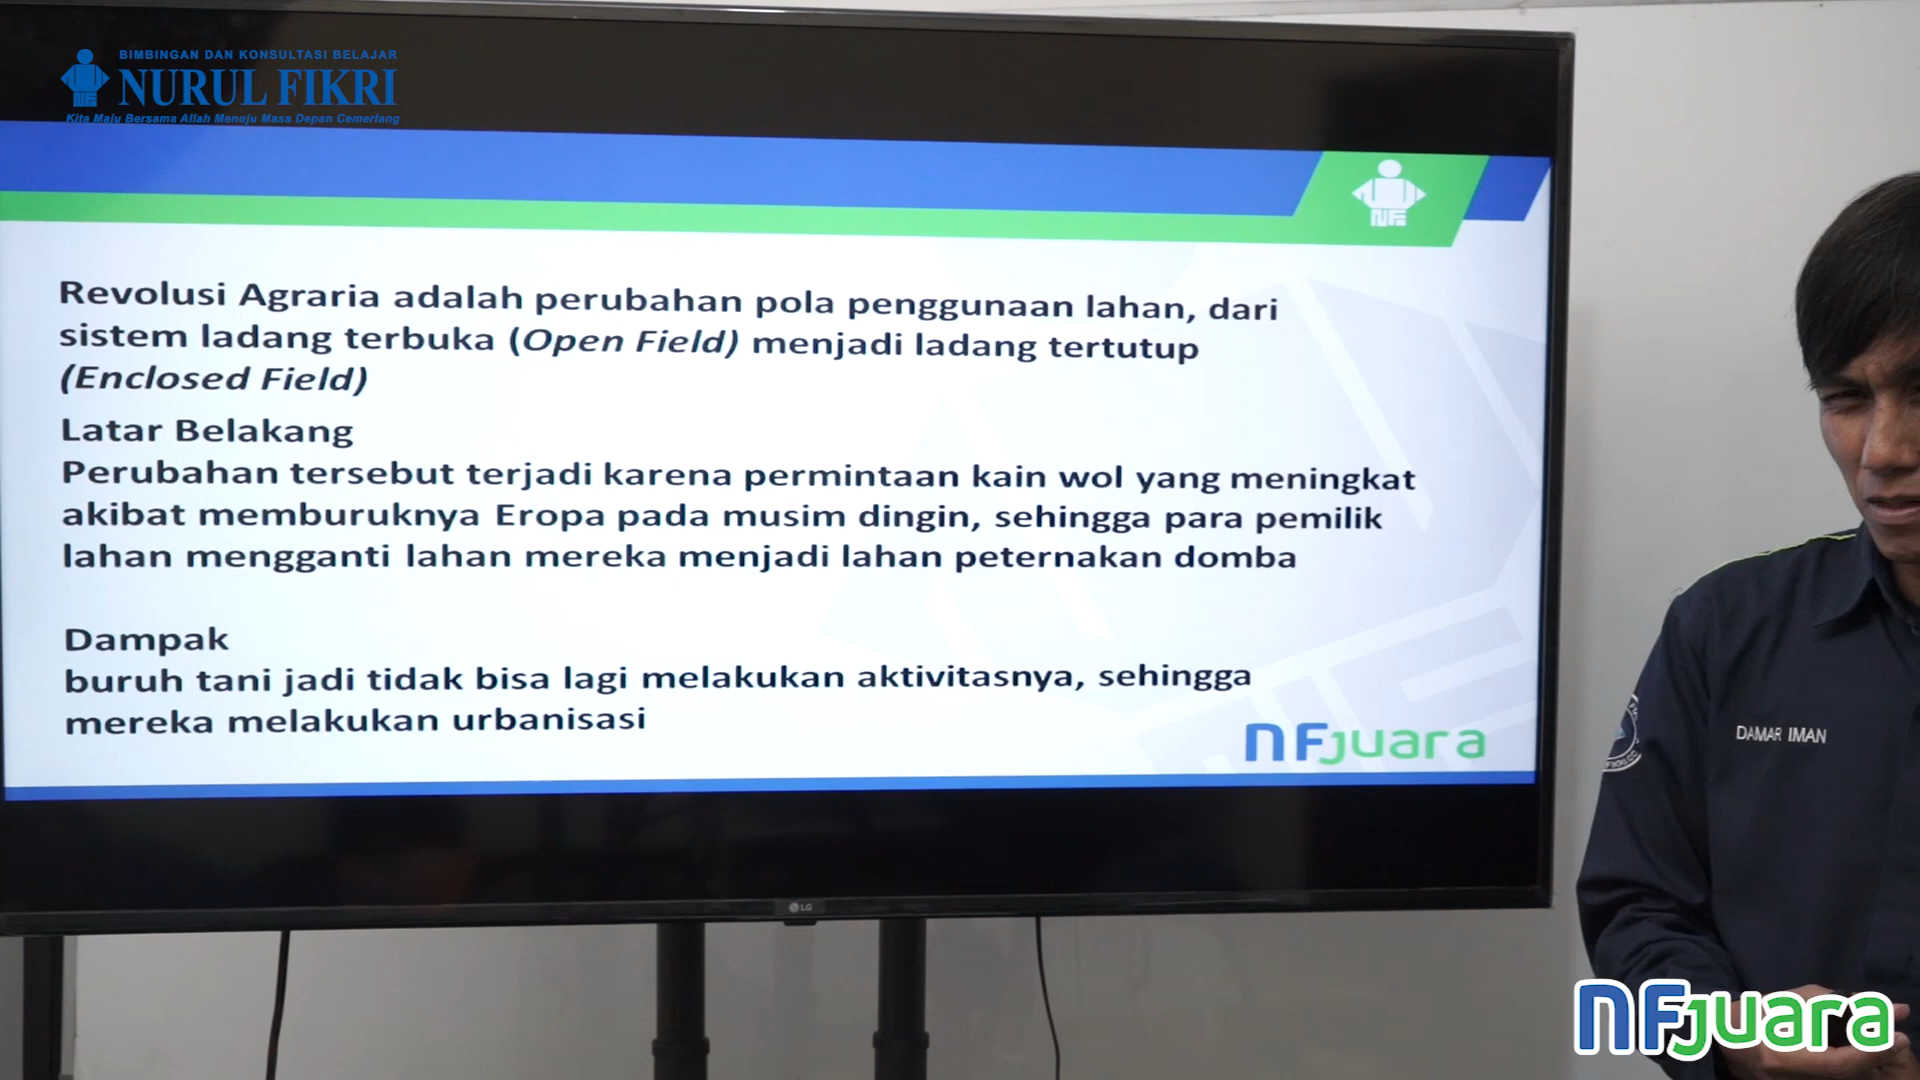 BIMBINGAN DAN KONSULTASI BELAJAR
NURUL FIKRI
Kita Maju Bersama Allah Menuju Masa Depan Cemerlang
NF
Revolusi Agraria adalah perubahan pola penggunaan lahan, dari
sistem ladang terbuka (Open Field) menjadi ladang tertutup
(Enclosed Field)
Latar Belakang
Perubahan tersebut terjadi karena permintaan kain wol yang meningkat
akibat memburuknya Eropa pada musim dingin, sehingga para pemilik
lahan mengganti lahan mereka menjadi lahan peternakan domba
Dampak
buruh tani jadi tidak bisa lagi melakukan aktivitasnya, sehingga
mereka melakukan urbanisasi
NFjuara
LG
DAMAR IMAN
NFjuara